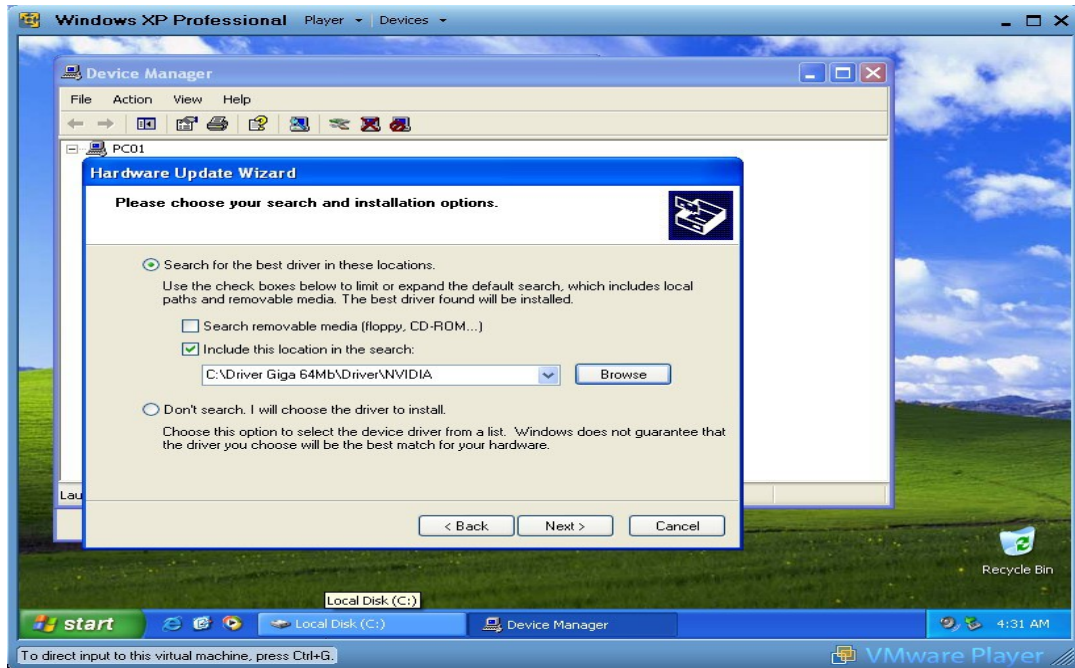 Windows XP Professional Player Devices
Device Manager
File Action View Help
PC01
Hardware Update Wizard
Please choose your search and installation options.
Search for the best driver in these locations.
Use the check boxes below to limit or expand the default search, which includes local
paths and removable media. The best driver found will be installed.
Search removable media (floppy, CD-ROM...)
Include this location in the search:
C:\Driver Giga 64Mb\Driver\NVIDIA Browse
Don't search. I will choose the driver to install.
Choose this option to select the device driver from a list. Windows does not guarantee that
the driver you choose will be the best match for your hardware.
Lau
< Back Next > Cancel
Recycle Bin
Local Disk (C:)
start Local Disk (C:) Device Manager 4:31 AM
To direct input to this virtual machine, press Ctrl+G. VMware Player